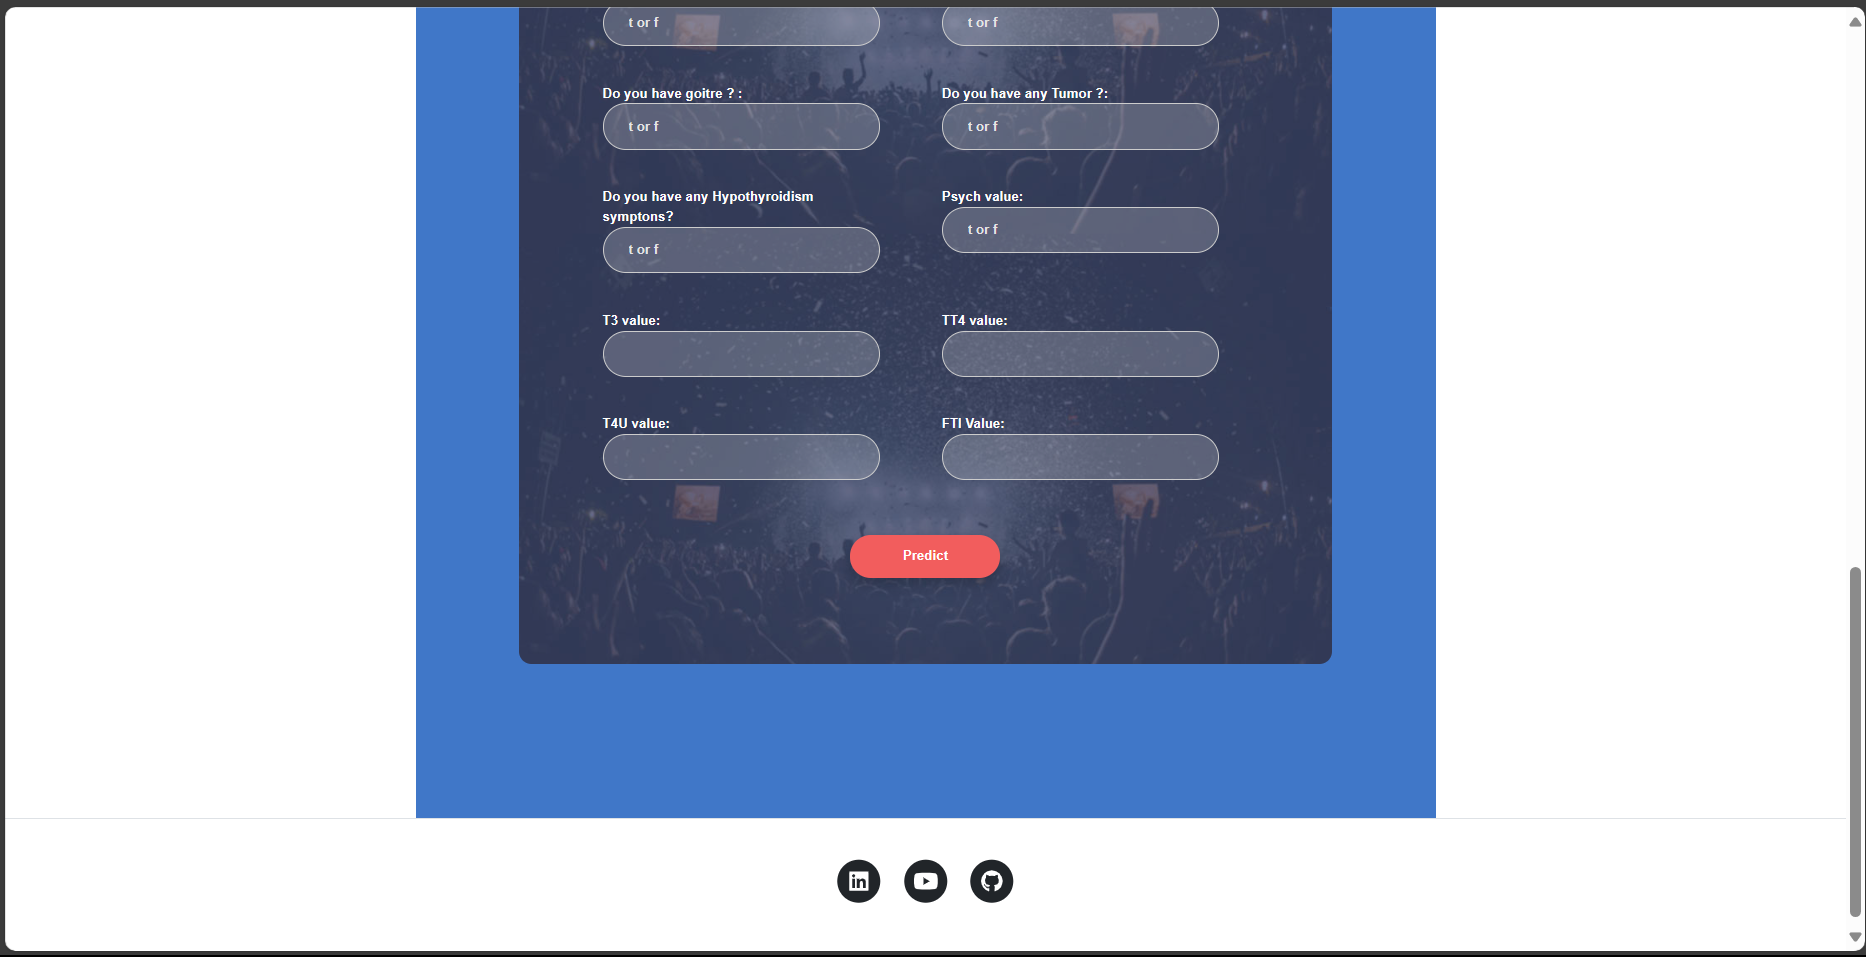 t or f
t or f
Do you have goitre ? :
Do you have any Tumor ?:
t or f
t or f
Do you have any Hypothyroidism
symptons?
Psych value:
t or f
t or f
T3 value:
TT4 value:
T4U value:
FTI Value:
Predict
in